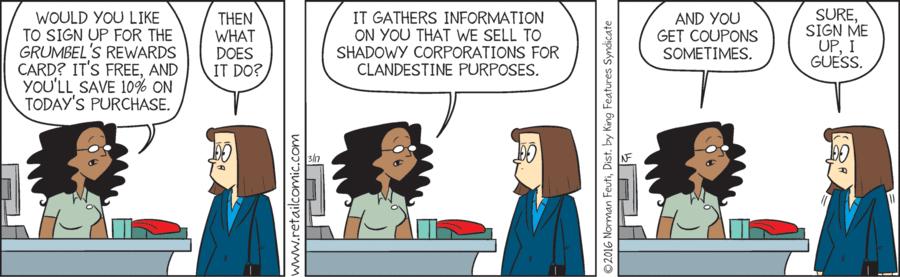 WOULD YOU LIKE
TO SIGN UP FOR THE
GRUMBEL'S REWARDS
CARD? IT'S FREE, AND
YOU'LL SAVE 10% ON
TODAY'S PURCHASE.
THEN
WHAT
DOES
IT DO?
www.retailcomic.com
3/17
IT GATHERS INFORMATION
ON YOU THAT WE SELL TO
SHADOWY CORPORATIONS FOR
CLANDESTINE PURPOSES.
©2016 Norman Feuti, Dist. by King Features Syndicate
NF
AND YOU
GET COUPONS
SOMETIMES.
SURE,
SIGN ME
UP, I
GUESS.